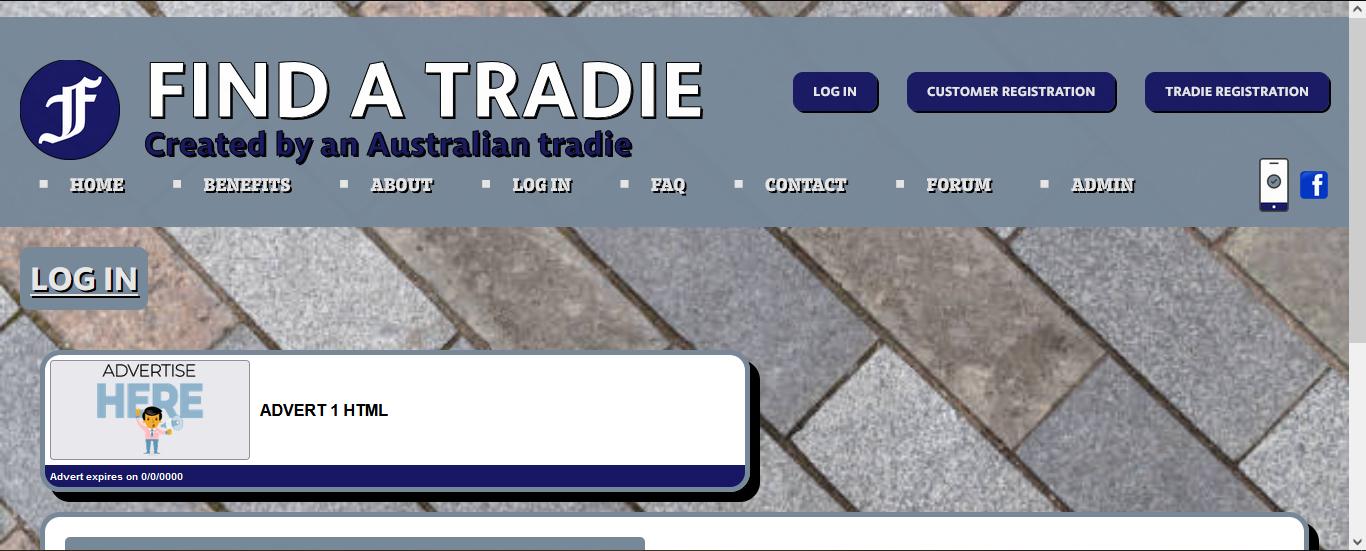 FIND A TRADIE
Created by an Australian tradie
LOG IN
CUSTOMER REGISTRATION
TRADIE REGISTRATION
HOME
BENEFITS
ABOUT
LOG IN
FAQ
CONTACT
FORUM
ADMIN
f
LOG IN
ADVERTISE
HERE
ADVERT 1 HTML
Advert expires on 0/0/0000